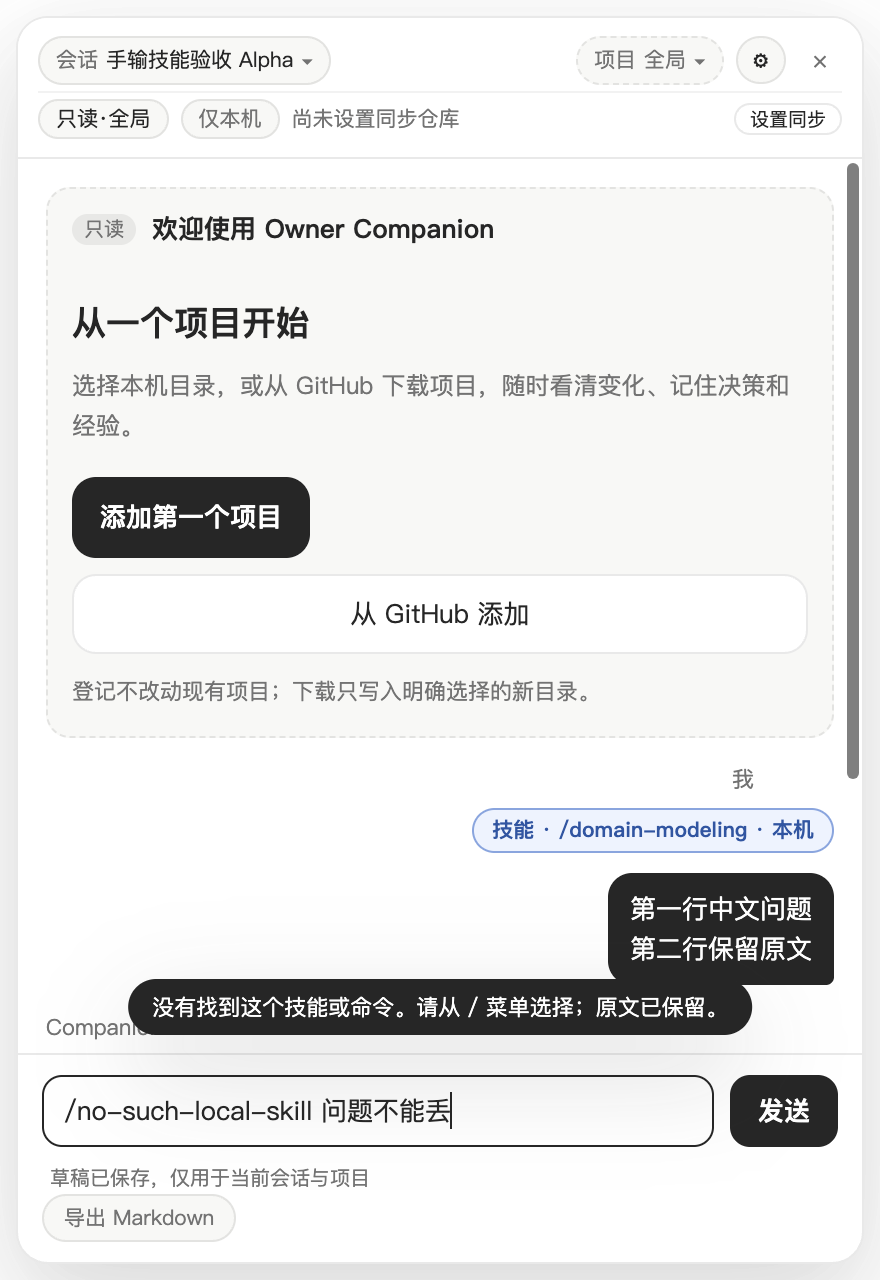 会话 手输技能验收 Alpha
项目 全局
只读·全局 仅本机 尚未设置同步仓库 设置同步
只读 欢迎使用 Owner Companion
从一个项目开始
选择本机目录，或从 GitHub 下载项目，随时看清变化、记住决策和
经验。
添加第一个项目
从 GitHub 添加
登记不改动现有项目；下载只写入明确选择的新目录。
我
技能 · /domain-modeling · 本机
第一行中文问题
第二行保留原文
没有找到这个技能或命令。请从 / 菜单选择；原文已保留。
/no-such-local-skill 问题不能丢
发送
草稿已保存，仅用于当前会话与项目
导出 Markdown